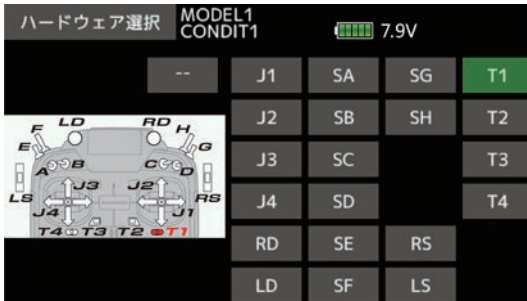 ハードウェア選択 MODEL1
CONDIT1
7.9V
-- J1 SA SG T1
J2 SB SH T2
J3 SC T3
J4 SD T4
RD SE RS
LD SF LS
LD RD
F H
E G
A B C D
J3 J2
LS RS
J4 J1
T4 T3 T2 T1